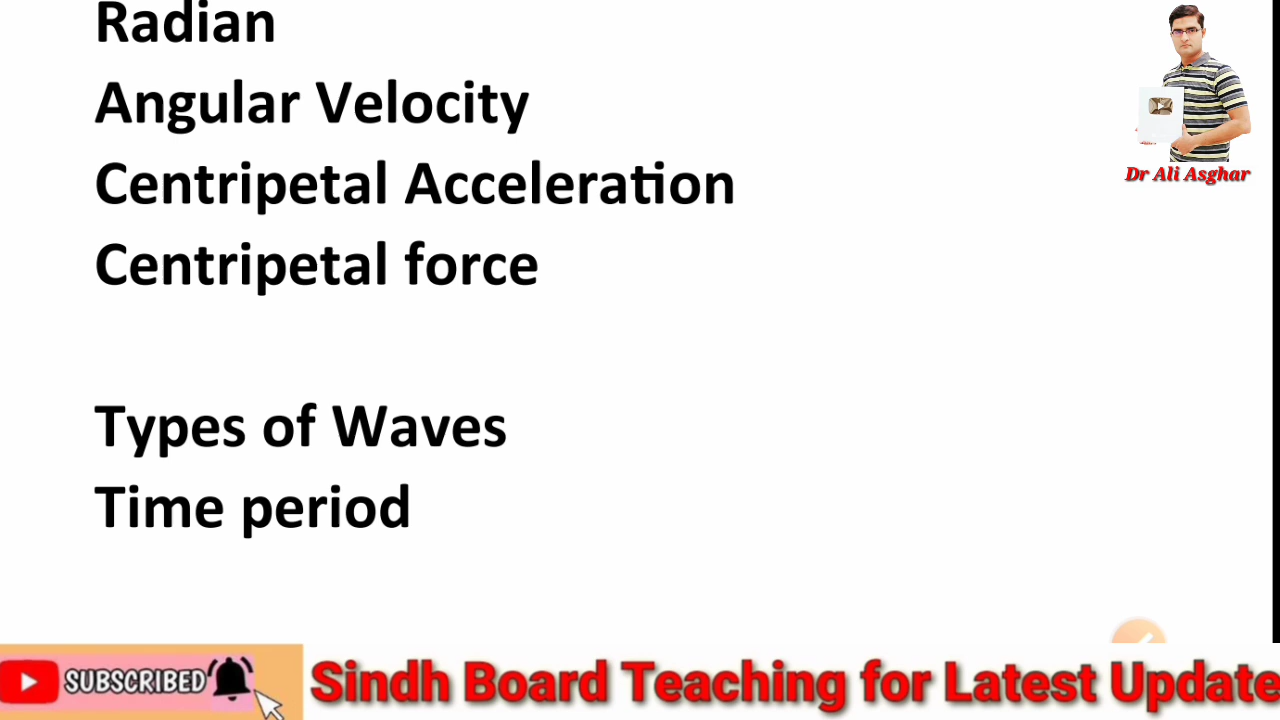 Radian
Angular Velocity
Centripetal Acceleration
Centripetal force
Types of Waves
Time period
Dr Ali Asghar
SUBSCRIBED
Sindh Board Teaching for Latest Update